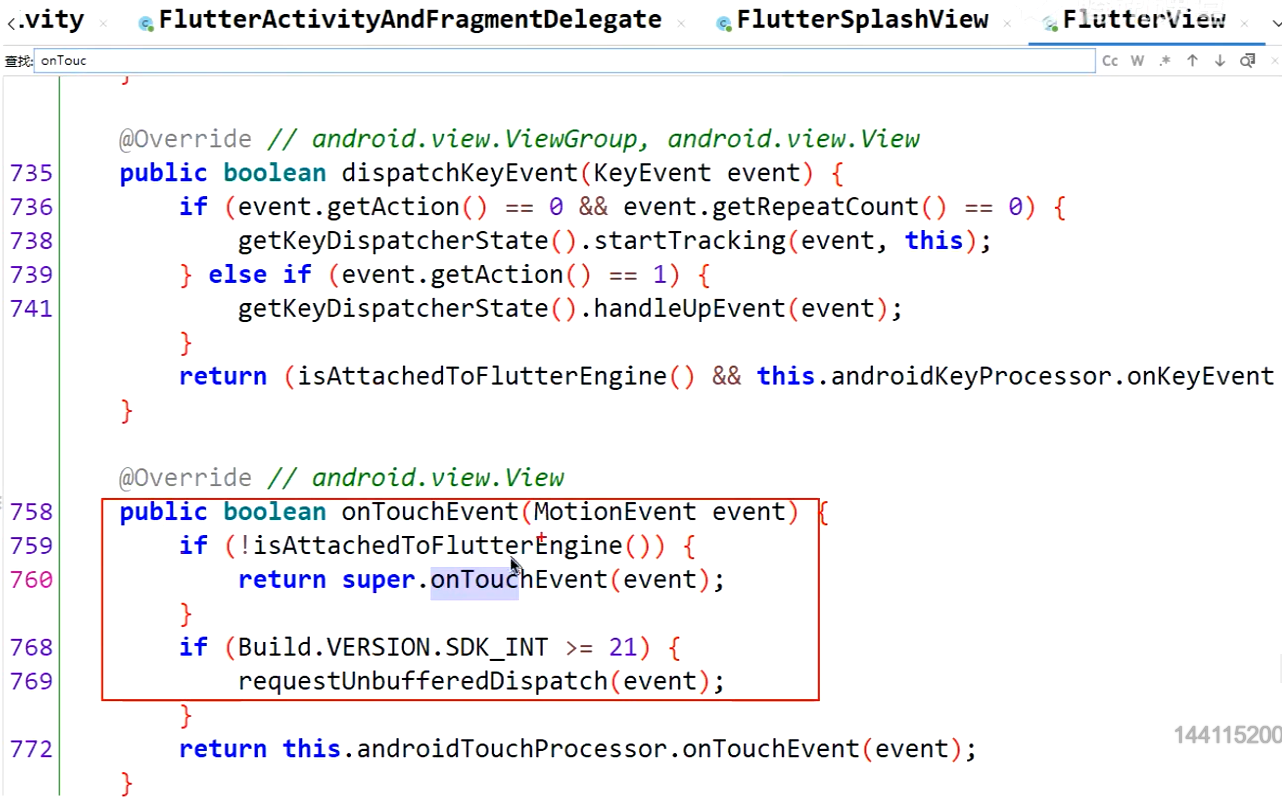 .vity FlutterActivityAndFragmentDelegate FlutterSplashView FlutterView
查找: onTouc Cc W .*
}
@Override // android.view.ViewGroup, android.view.View
735 public boolean dispatchKeyEvent(KeyEvent event) {
736 if (event.getAction() == 0 && event.getRepeatCount() == 0) {
738 getKeyDispatcherState().startTracking(event, this);
739 } else if (event.getAction() == 1) {
741 getKeyDispatcherState().handleUpEvent(event);
}
return (isAttachedToFlutterEngine() && this.androidKeyProcessor.onKeyEvent
}
@Override // android.view.View
758 public boolean onTouchEvent(MotionEvent event) {
759 if (!isAttachedToFlutterEngine()) {
760 return super.onTouchEvent(event);
}
768 if (Build.VERSION.SDK_INT >= 21) {
769 requestUnbufferedDispatch(event);
}
144115200
772 return this.androidTouchProcessor.onTouchEvent(event);
}